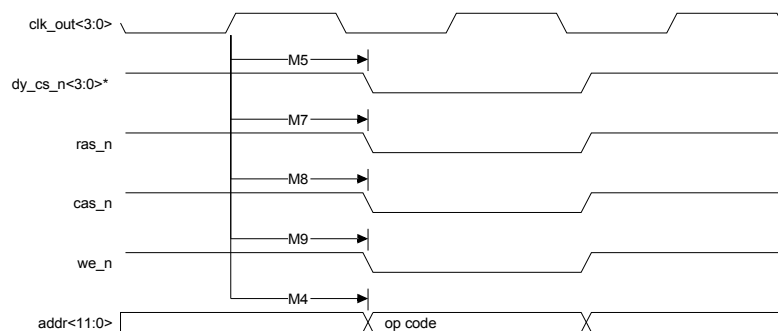 clk_out<3:0>
M5
dy_cs_n<3:0>*
M7
ras_n
M8
cas_n
M9
we_n
M4
addr<11:0>
op code